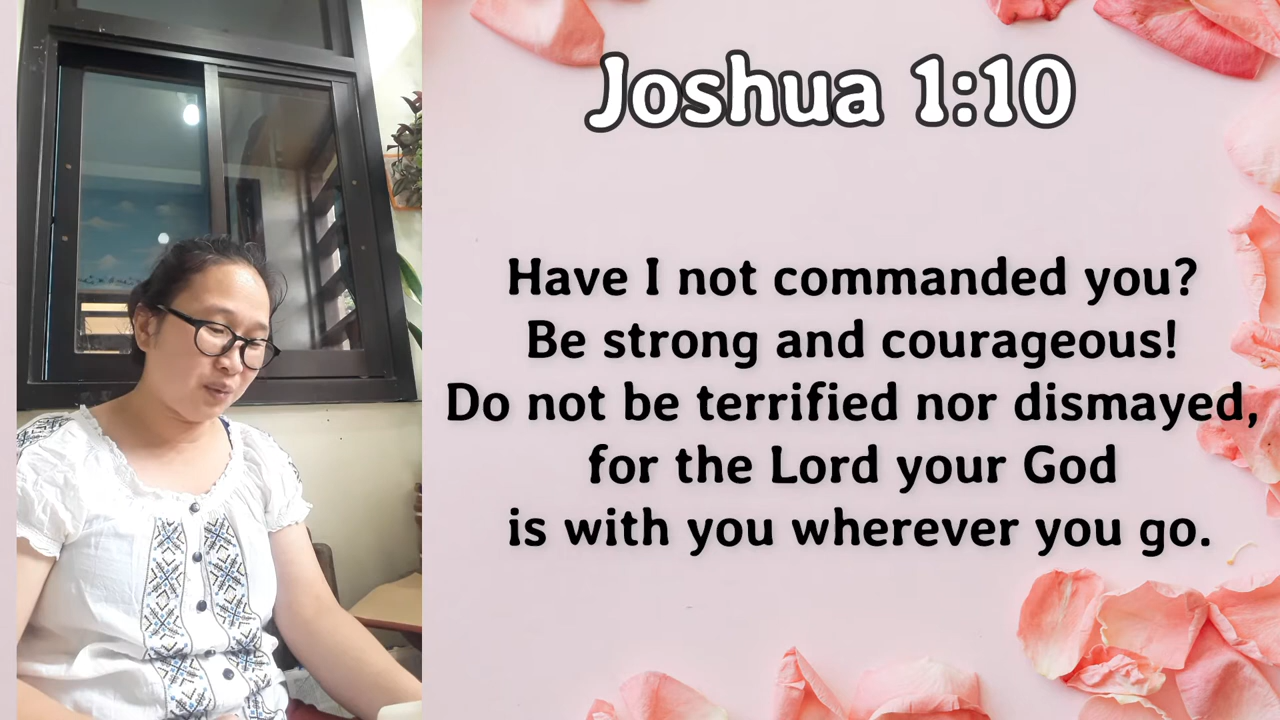 Joshua 1:10
Have I not commanded you?
Be strong and courageous!
Do not be terrified nor dismayed,
for the Lord your God
is with you wherever you go.